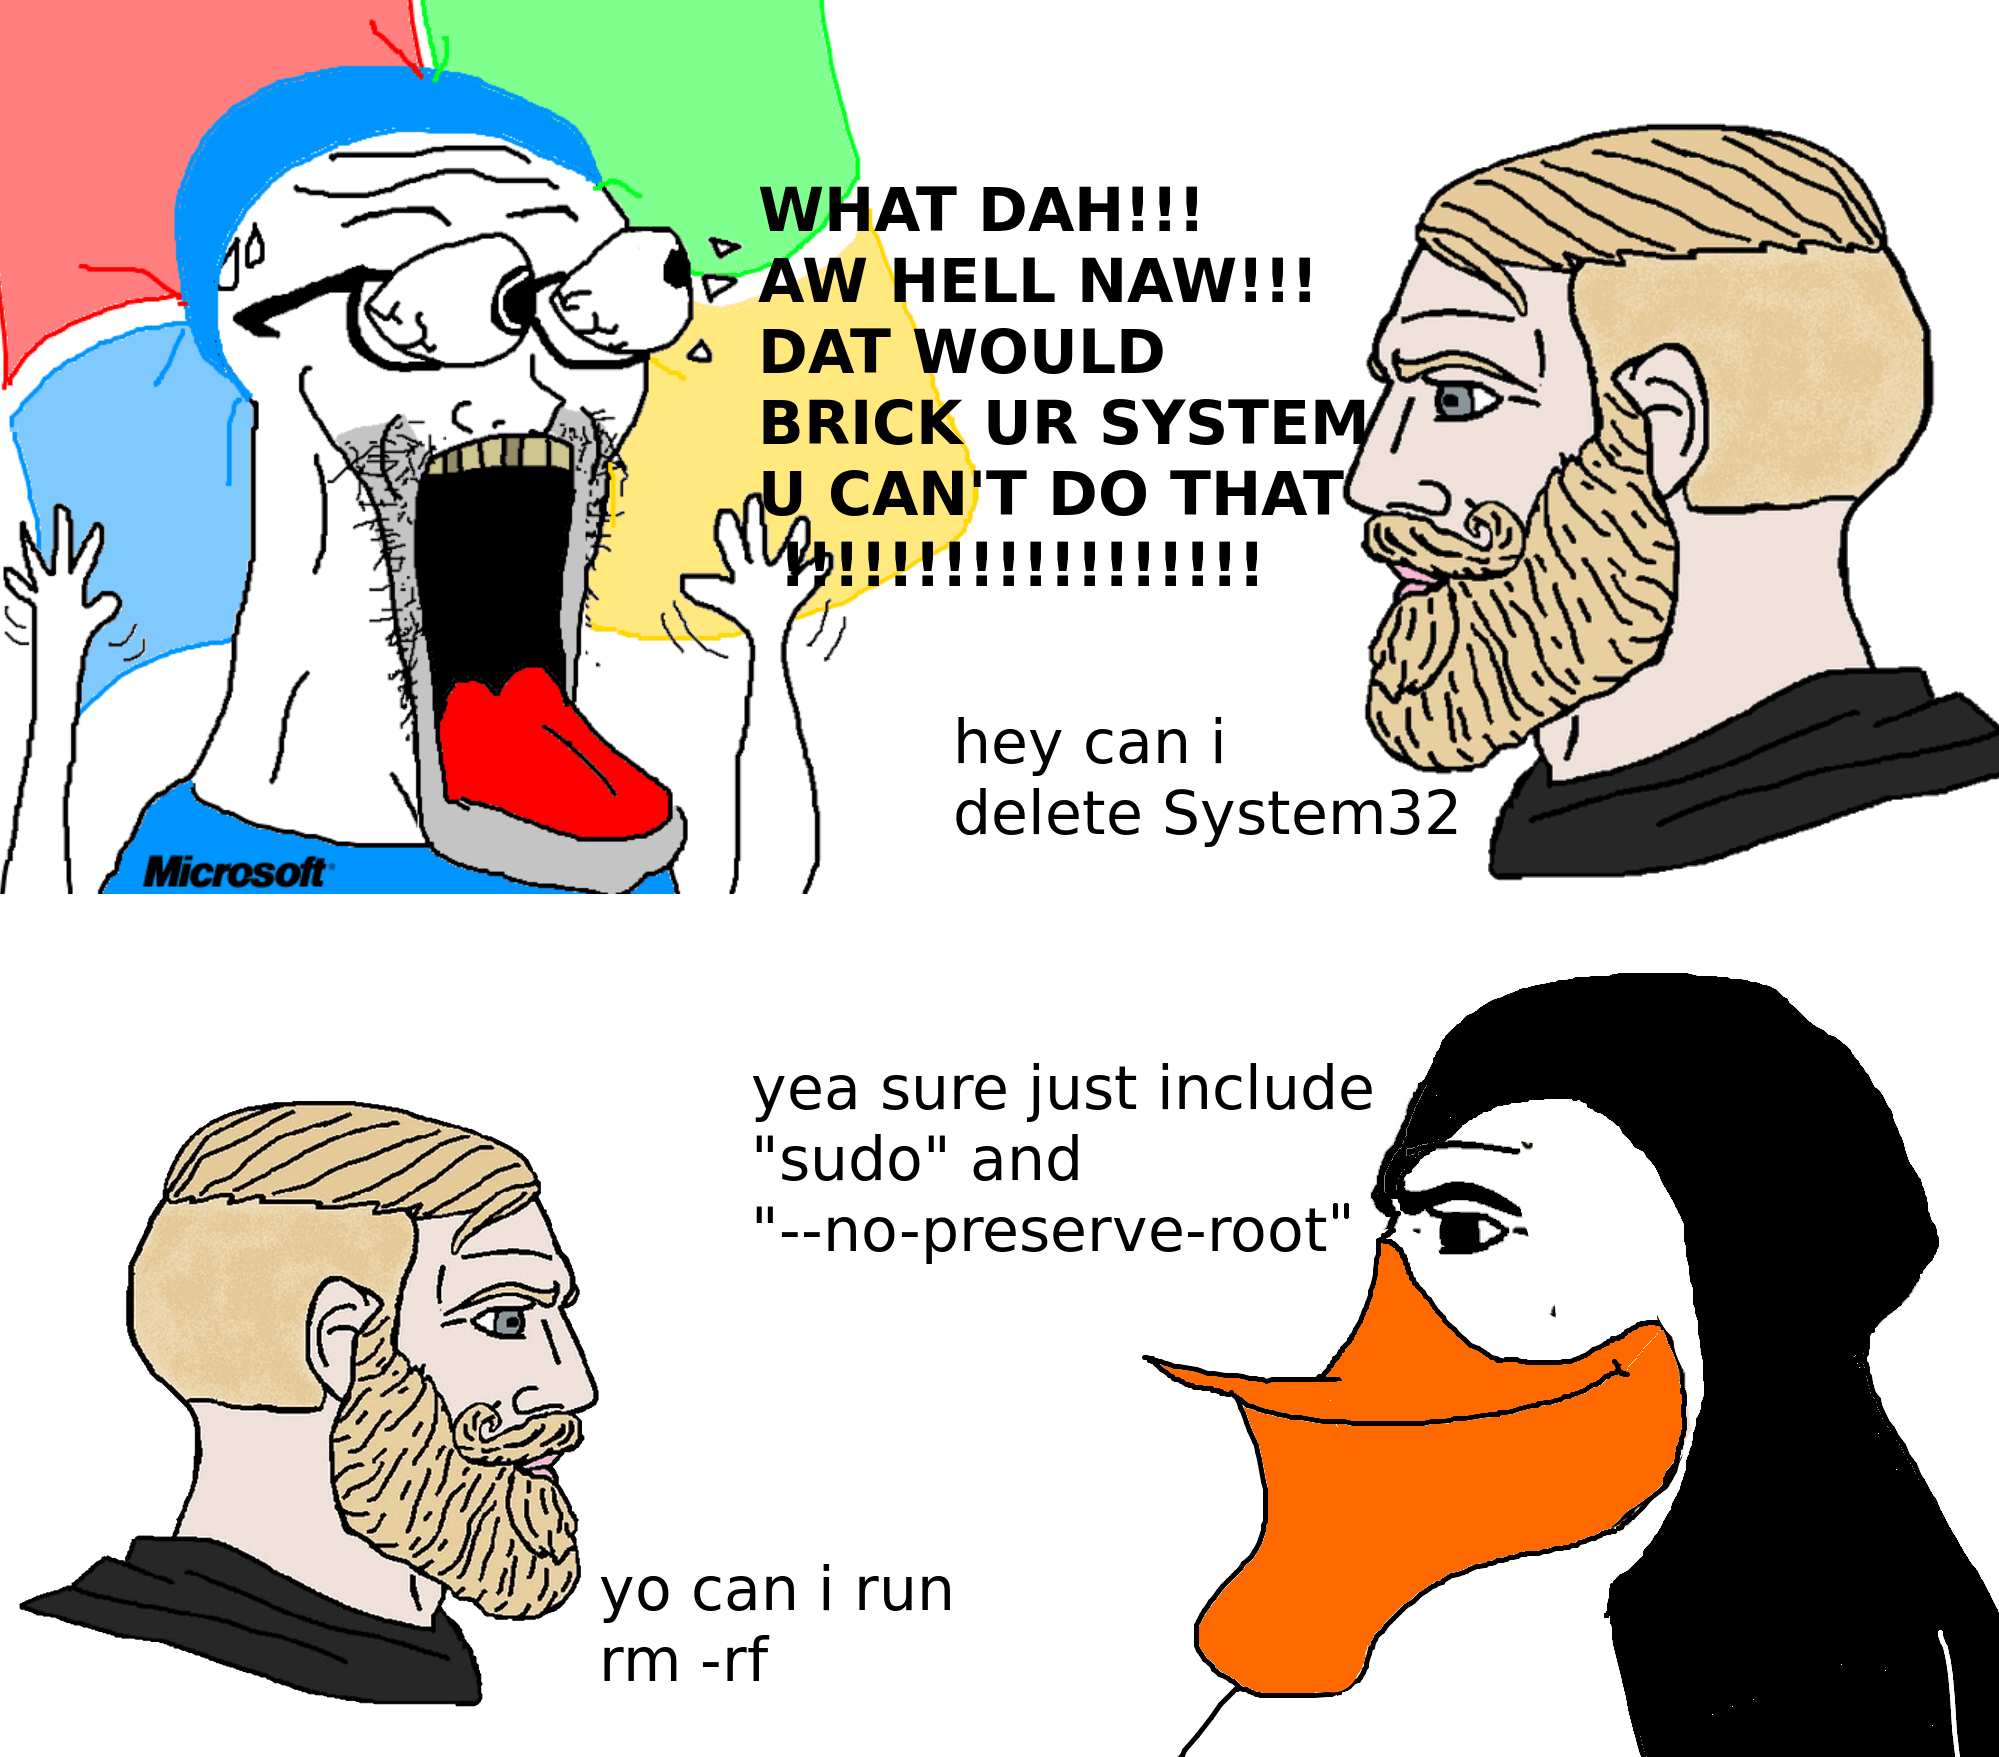 WHAT DAH!!!
AW HELL NAW!!!
DAT WOULD
BRICK UR SYSTEM
U CAN'T DO THAT
!!!!!!!!!!!!!!!!!!
hey can i
delete System32
Microsoft
yea sure just include
"sudo" and
"--no-preserve-root"
yo can i run
rm -rf